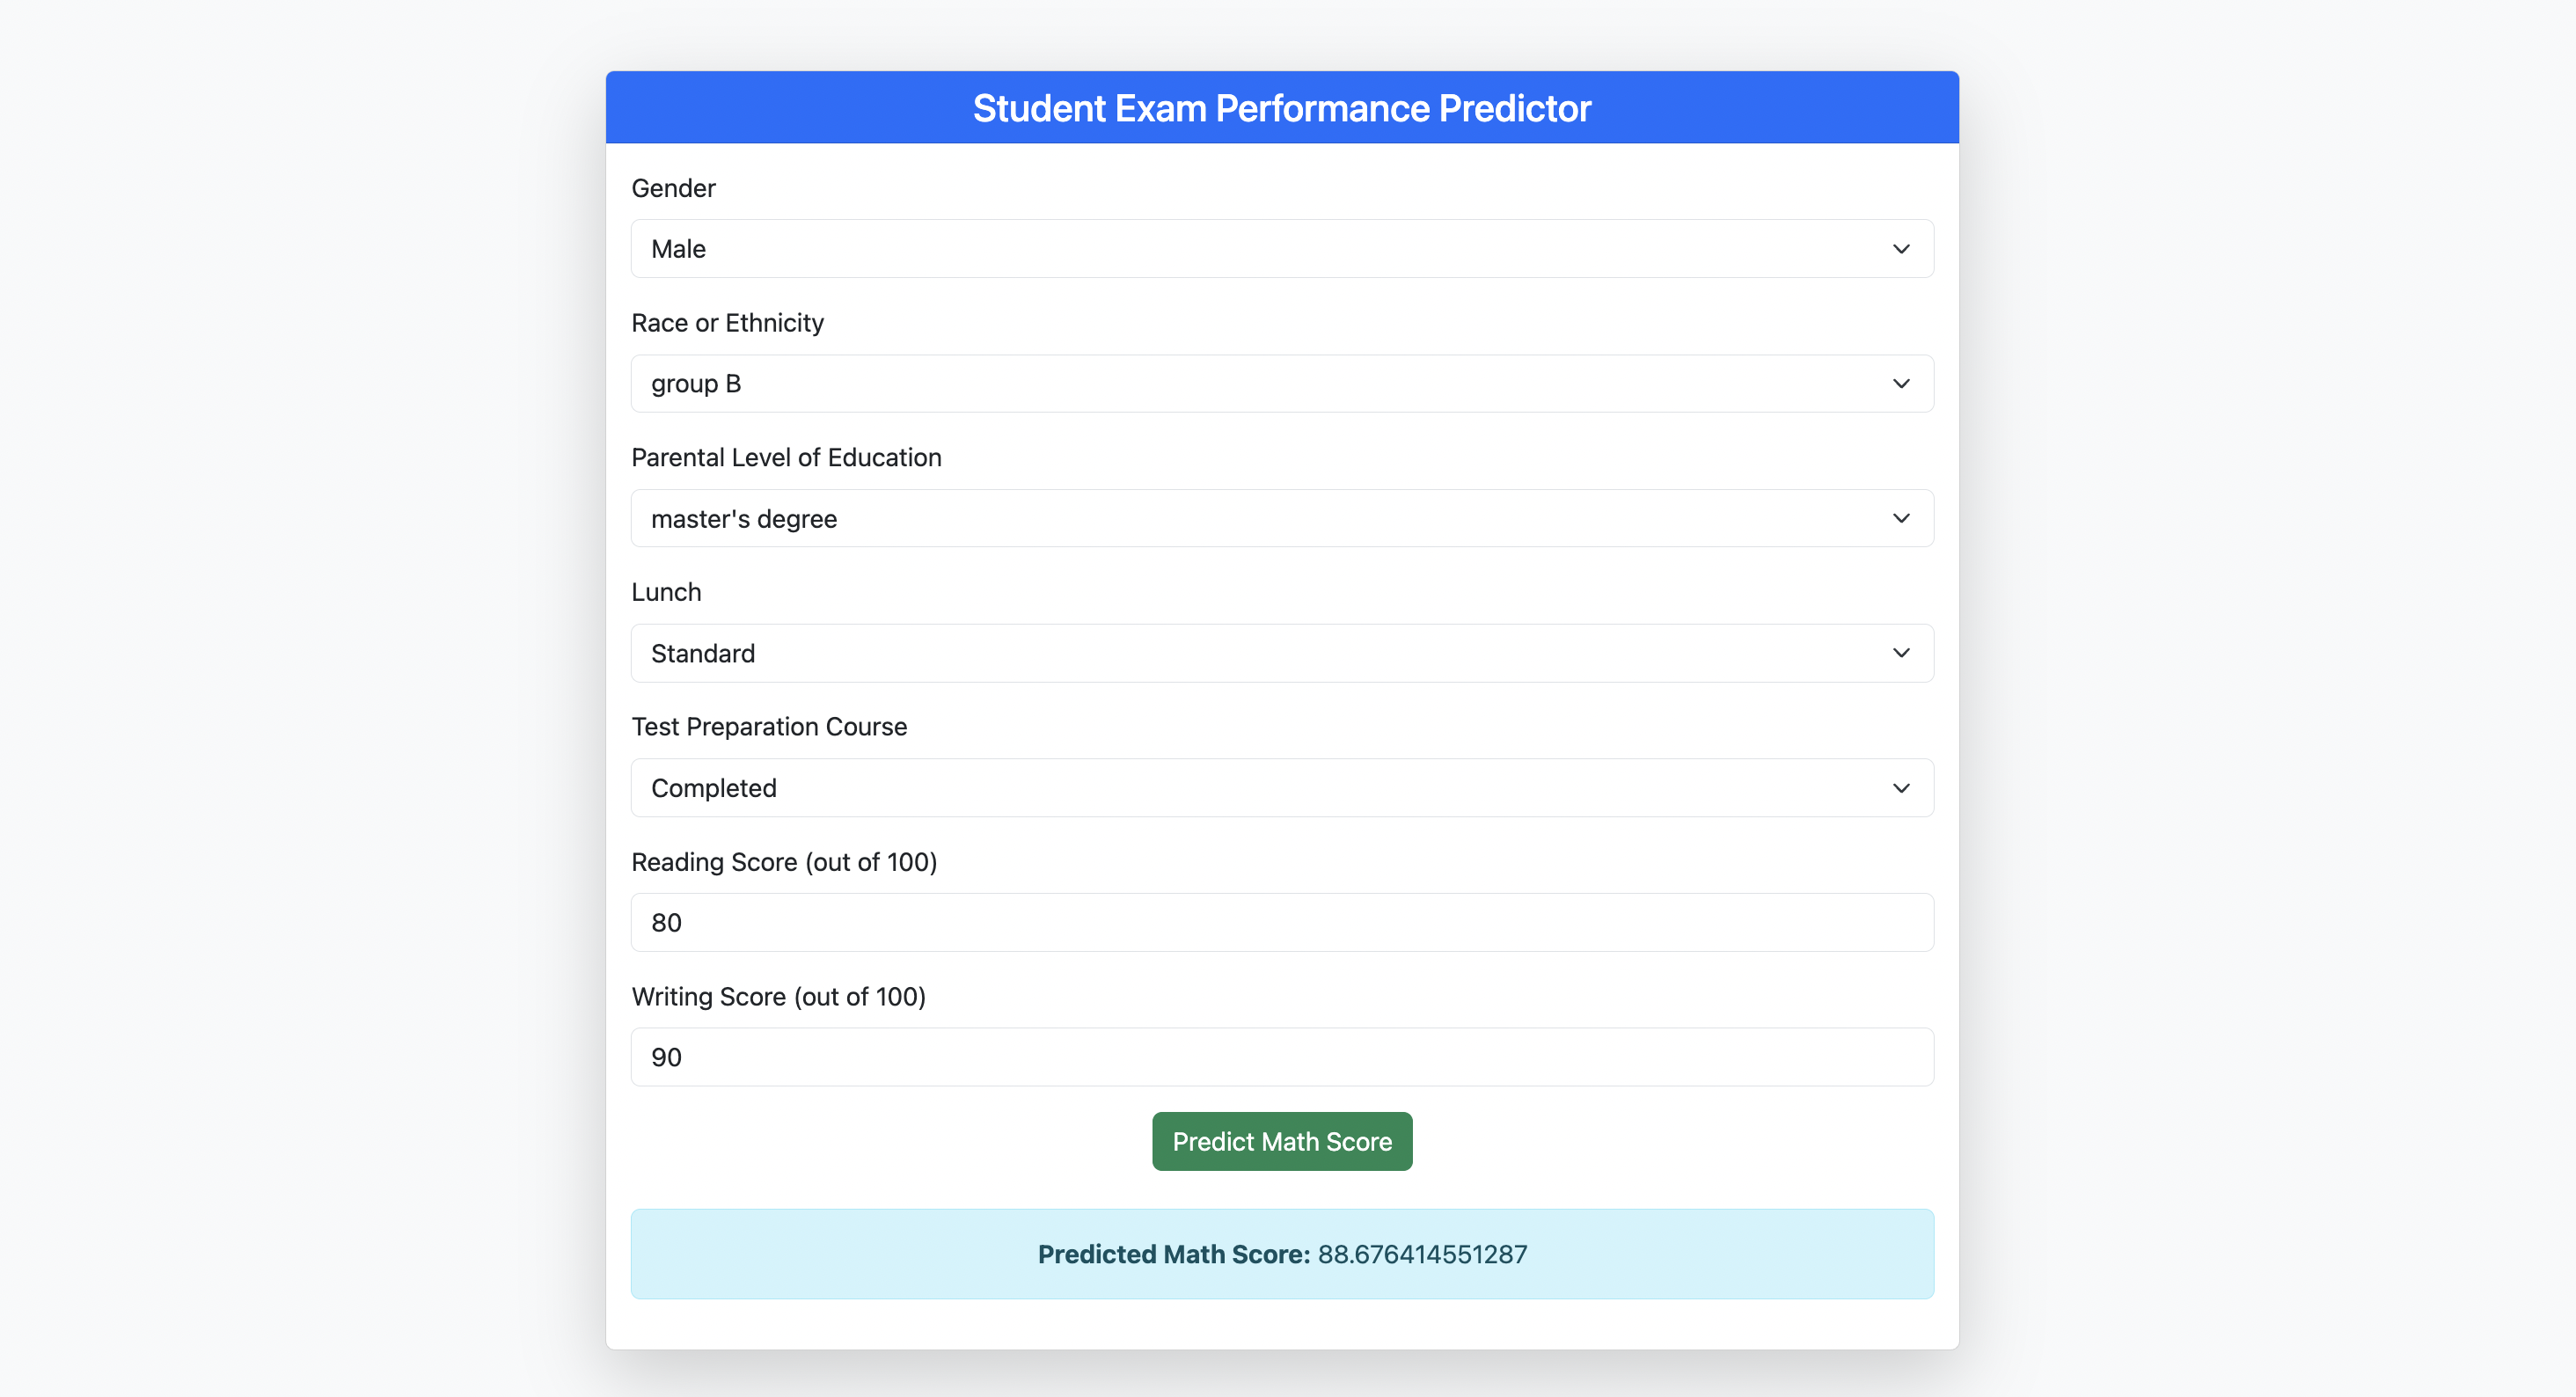 Student Exam Performance Predictor
Gender
Male
Race or Ethnicity
group B
Parental Level of Education
master's degree
Lunch
Standard
Test Preparation Course
Completed
Reading Score (out of 100)
80
Writing Score (out of 100)
90
Predict Math Score
Predicted Math Score: 88.676414551287